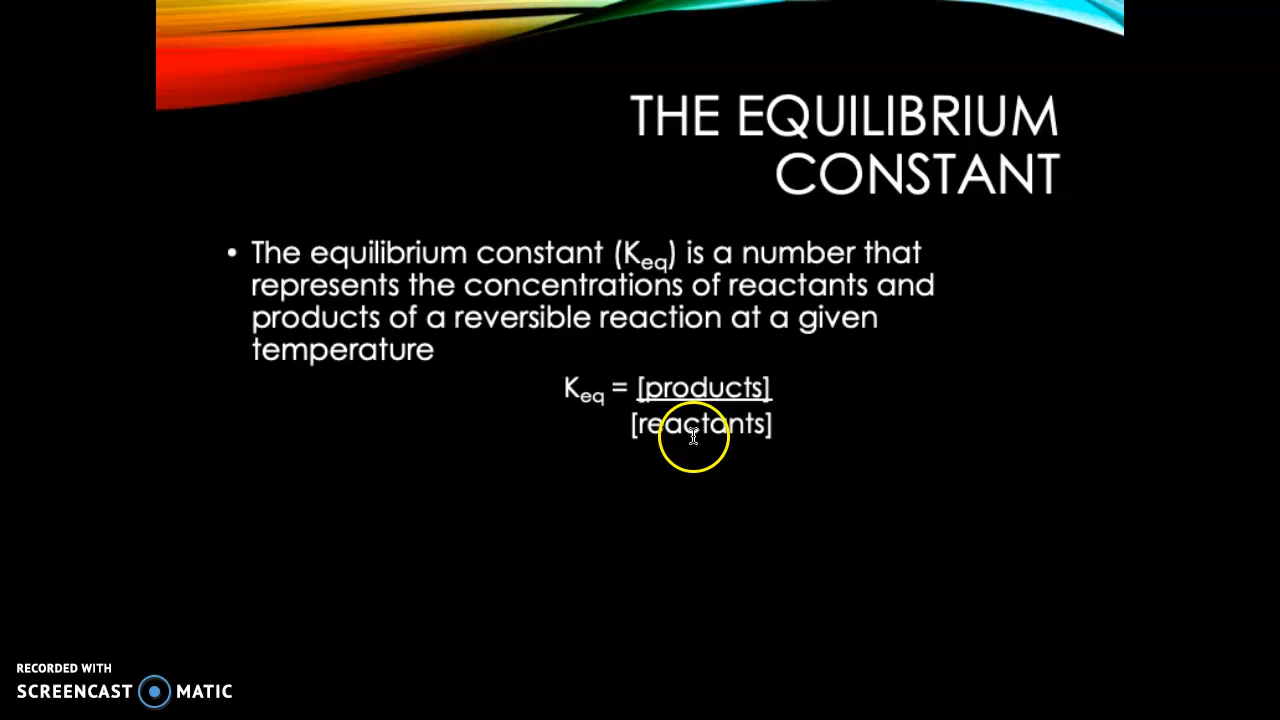 THE EQUILIBRIUM
CONSTANT
• The equilibrium constant (Keq) is a number that
represents the concentrations of reactants and
products of a reversible reaction at a given
temperature
Keq = [products]
[reactants]
RECORDED WITH
SCREENCAST MATIC